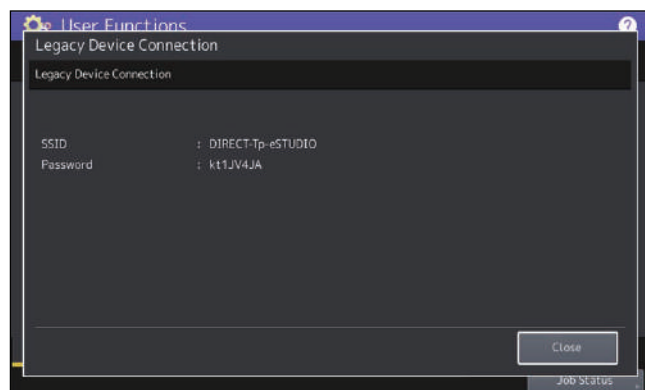 User Functions
?
Legacy Device Connection
Legacy Device Connection
SSID : DIRECT-Tp-eSTUDIO
Password : kt1JV4JA
Close
Job Status